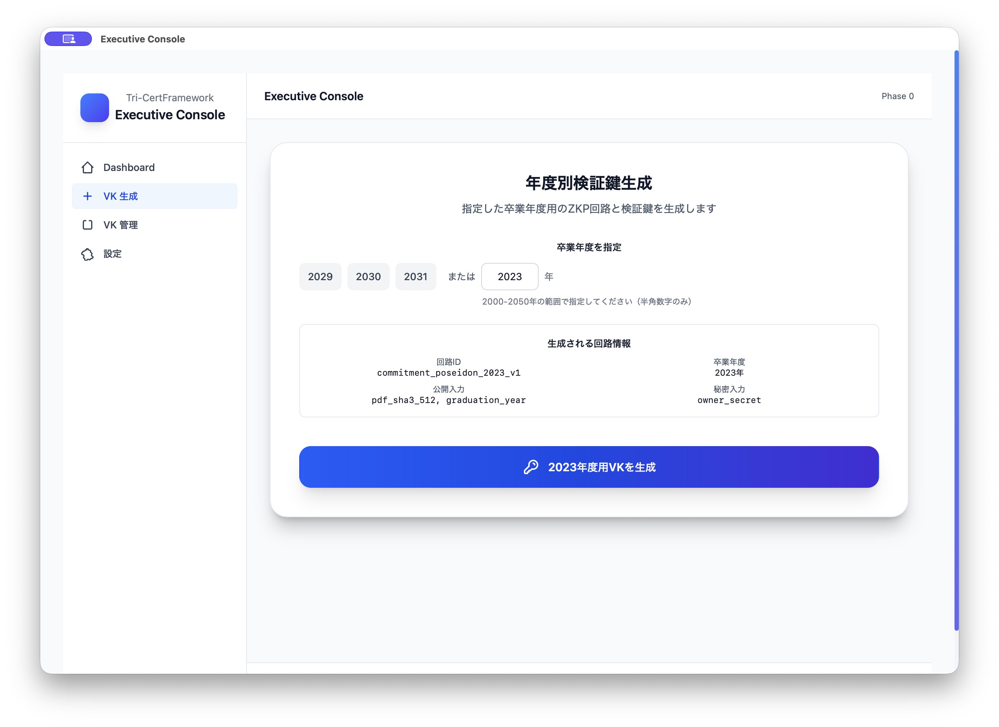 Executive Console
Tri-CertFramework
Executive Console
Dashboard
VK 生成
VK 管理
設定
Executive Console
Phase 0
年度別検証鍵生成
指定した卒業年度用のZKP回路と検証鍵を生成します
卒業年度を指定
2029 2030 2031 または 2023 年
2000-2050年の範囲で指定してください（半角数字のみ）
生成される回路情報
回路ID
commitment_poseidon_2023_v1
卒業年度
2023年
公開入力
pdf_sha3_512, graduation_year
秘密入力
owner_secret
2023年度用VKを生成